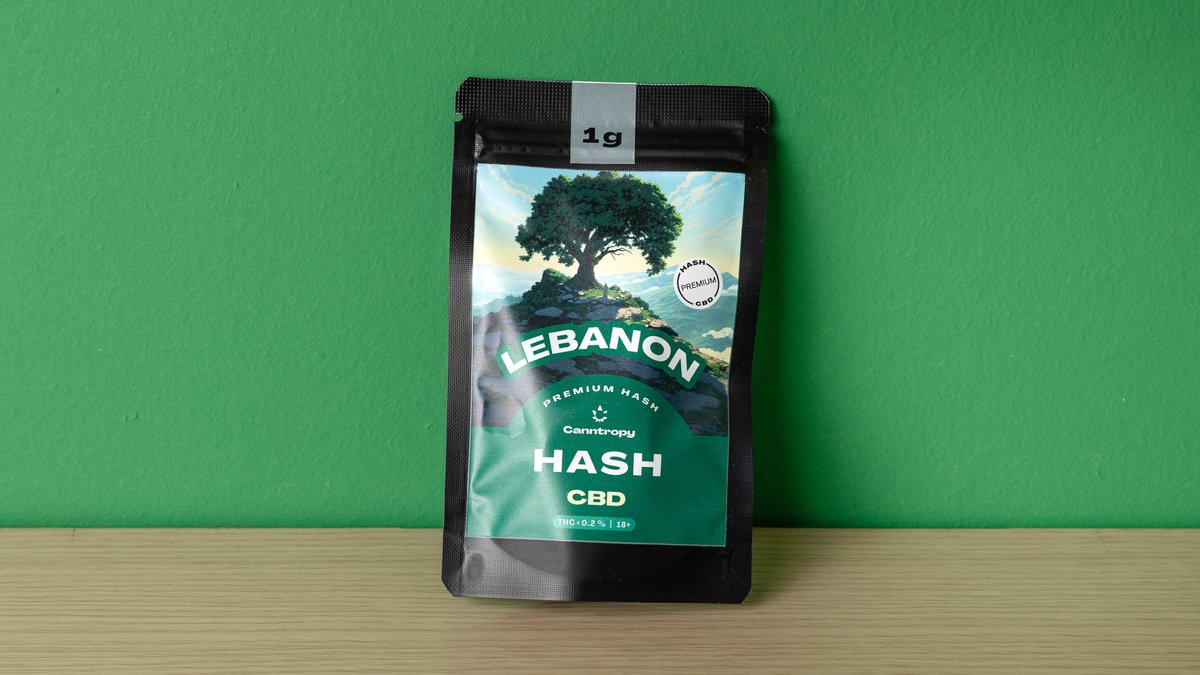 1g
HASH
PREMIUM
CBD
LEBANON
PREMIUM HASH
Canntropy
HASH
CBD
THC<0.2 % | 18+